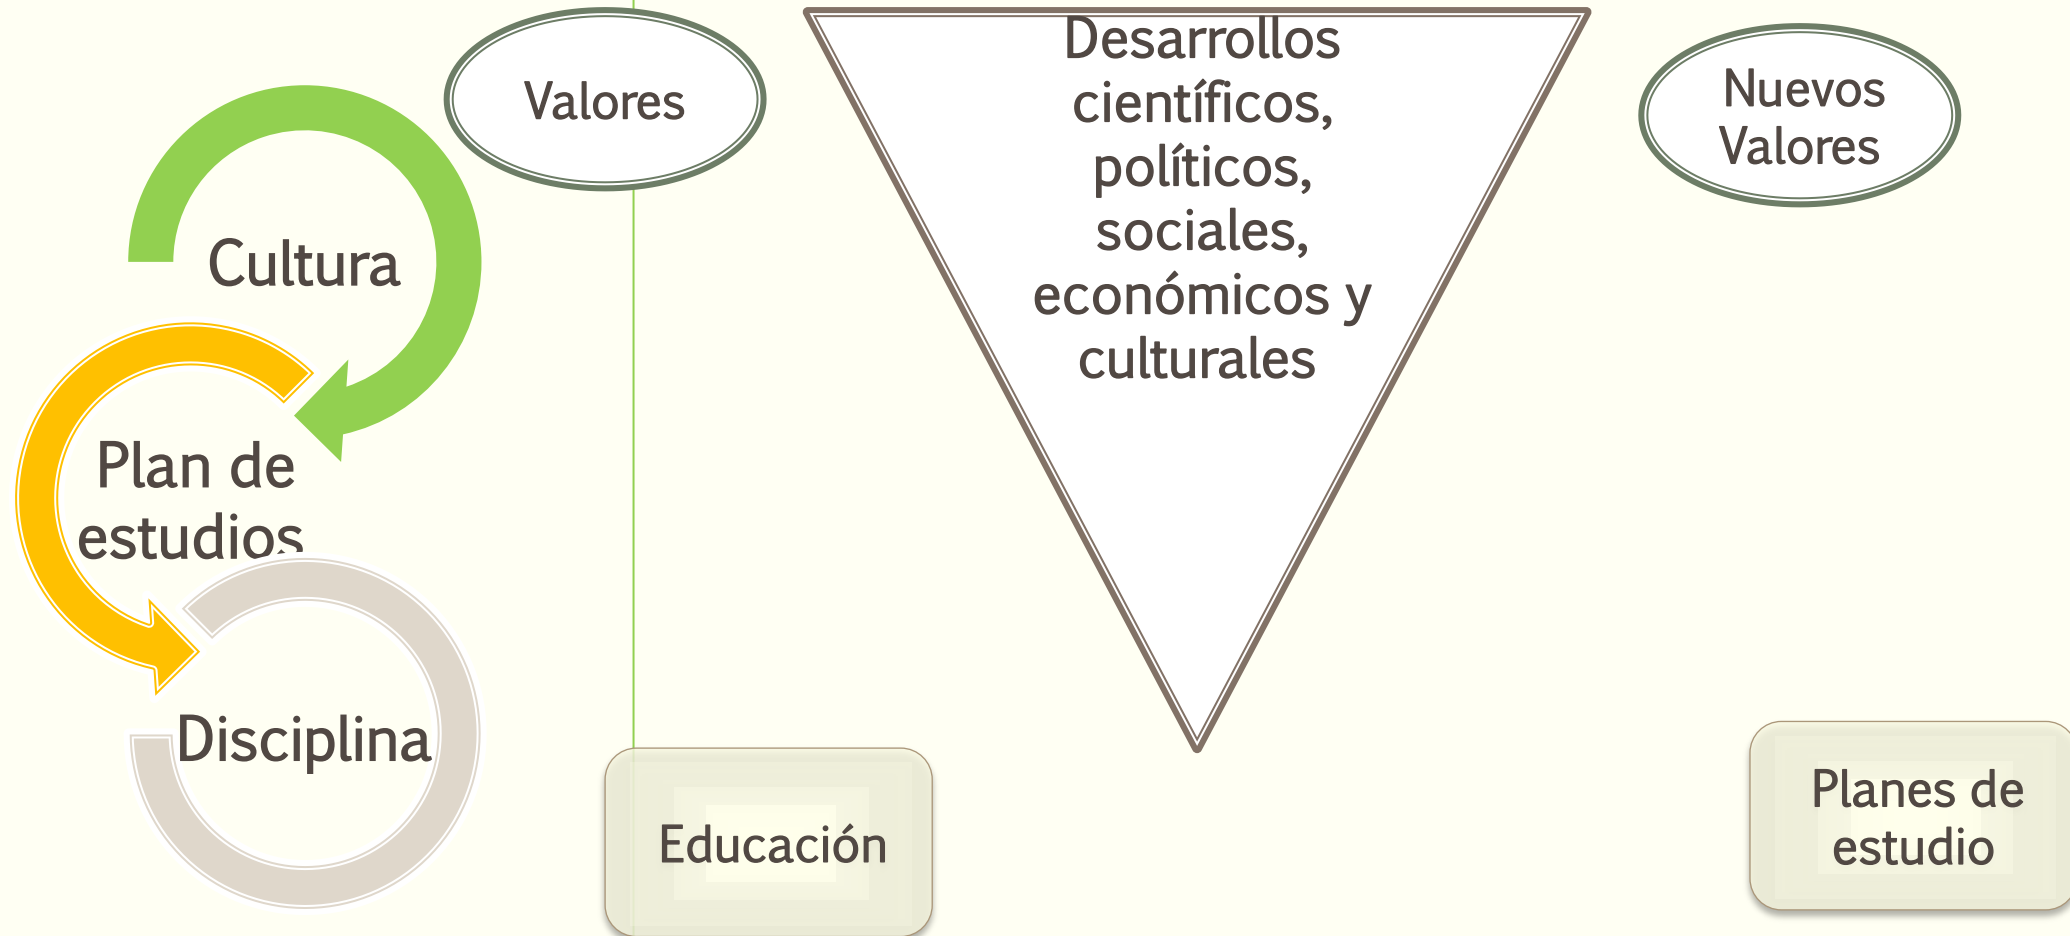 Valores
Desarrollos
científicos,
políticos,
sociales,
económicos y
culturales
Nuevos
Valores
Cultura
Plan de
estudios
Disciplina
Educación
Planes de
estudio